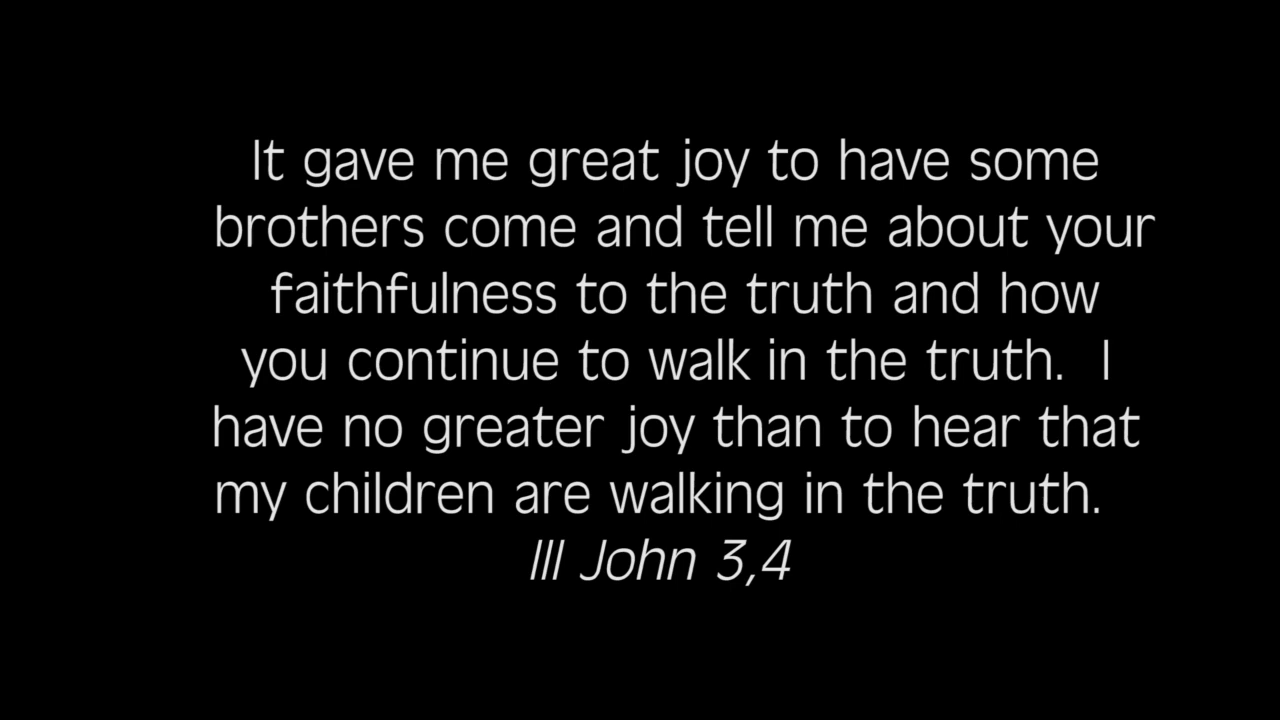 It gave me great joy to have some
brothers come and tell me about your
faithfulness to the truth and how
you continue to walk in the truth.  I
have no greater joy than to hear that
my children are walking in the truth.
III John 3,4